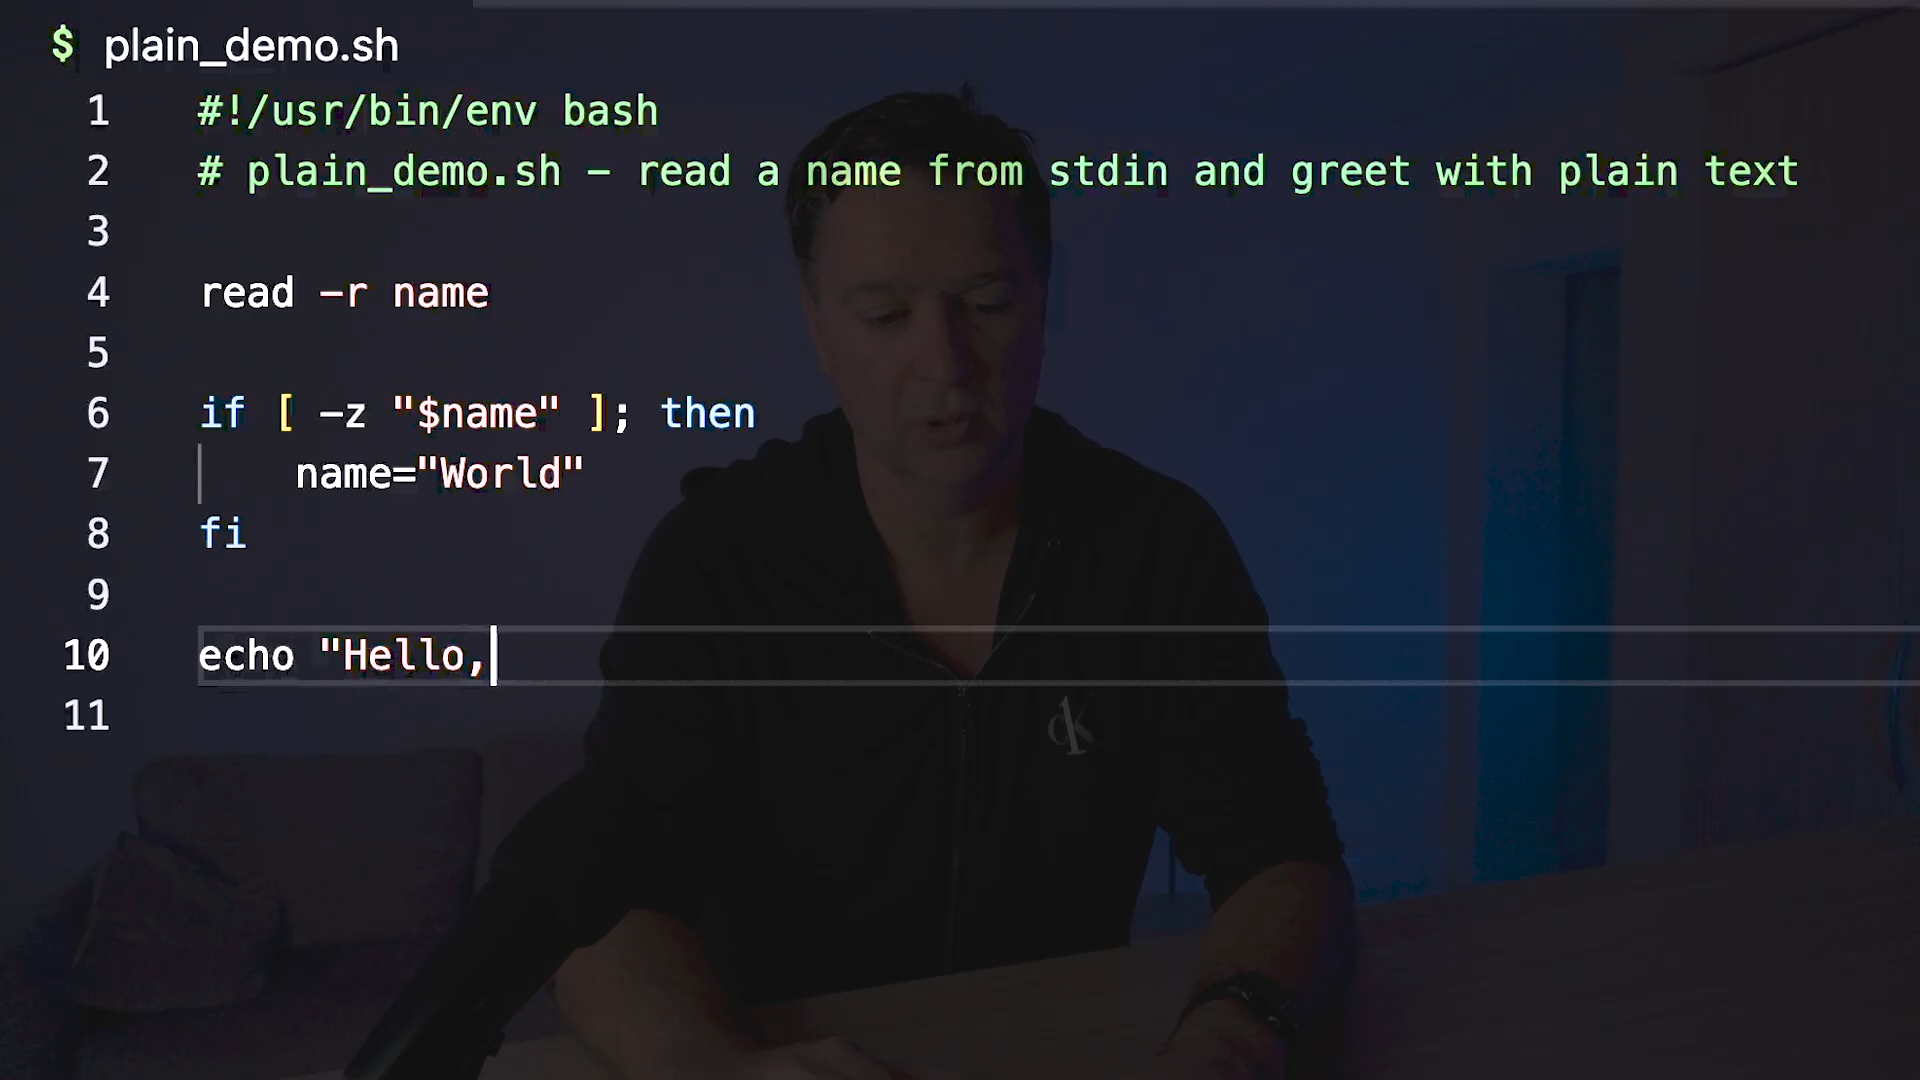 $ plain_demo.sh
1 #!/usr/bin/env bash
2 # plain_demo.sh - read a name from stdin and greet with plain text
3
4 read -r name
5
6 if [ -z "$name" ]; then
7     name="World"
8 fi
9
10 echo "Hello,
11
cK